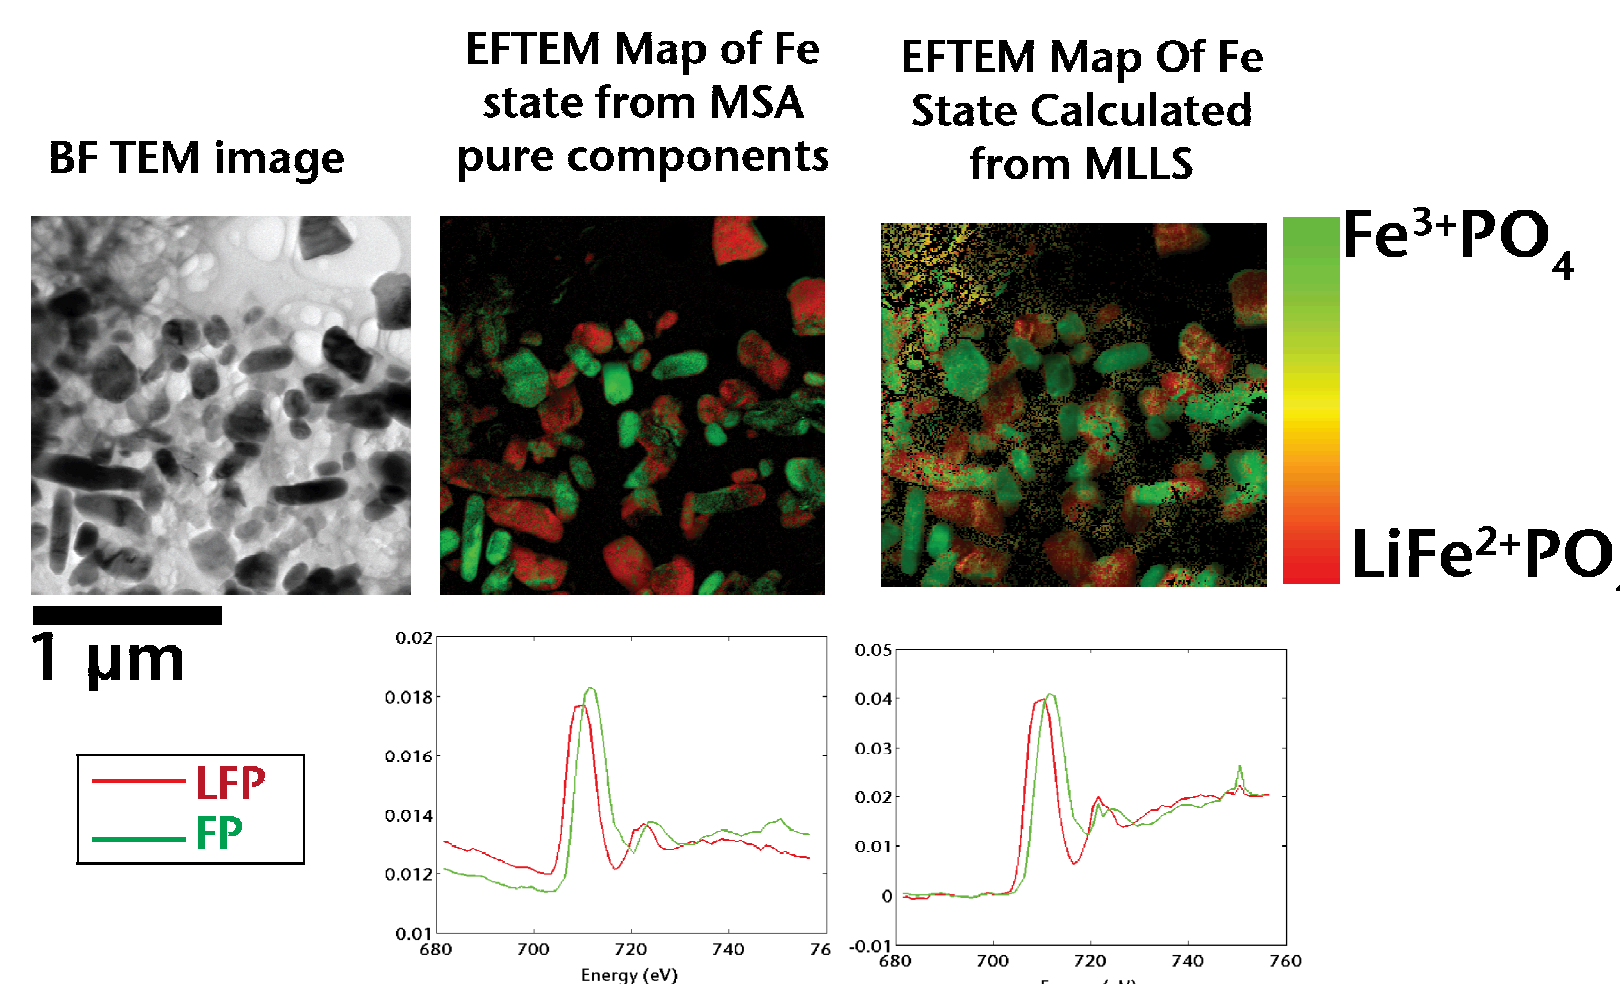 BF TEM image
EFTEM Map of Fe
state from MSA
pure components
EFTEM Map Of Fe
State Calculated
from MLLS
Fe³⁺PO₄
LiFe²⁺PO
1 µm
LFP
FP
0.02
0.018
0.016
0.014
0.012
0.01
680 700 720 740 76
Energy (eV)
0.05
0.04
0.03
0.02
0.01
0
-0.01
680 700 720 740 760